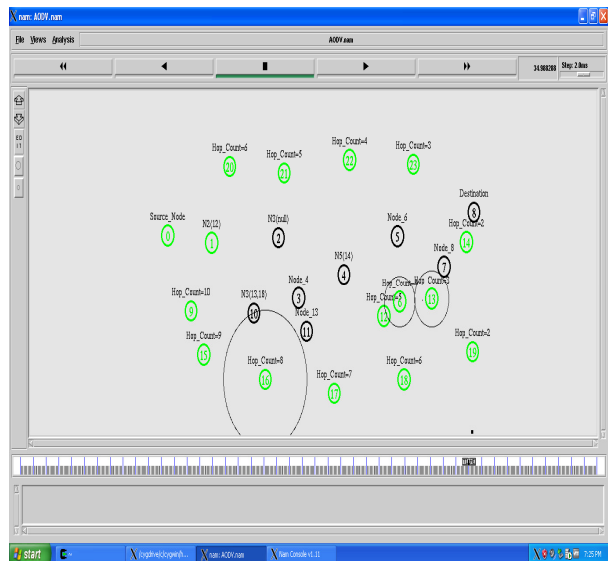 nam: AODV.nam
File Views Analysis AODV.nam
34.980208 Step: 2.0ms
ED
IT
Hop_Count=6
20
Hop_Count=5
21
Hop_Count=4
22
Hop_Count=3
23
Source_Node
0
N2(12)
1
N3(null)
2
Node_6
5
Destination
8
Hop_Count=2
14
N5(14)
4
Node_8
7
Hop_Count=10
9
N3(13,18)
10
Node_4
3
Node_13
11
12
6
13
Hop_Count=9
15
Hop_Count=8
16
Hop_Count=7
17
Hop_Count=6
18
Hop_Count=2
19
start
nam: AODV.nam
Nam Console v1.11
7:25 PM